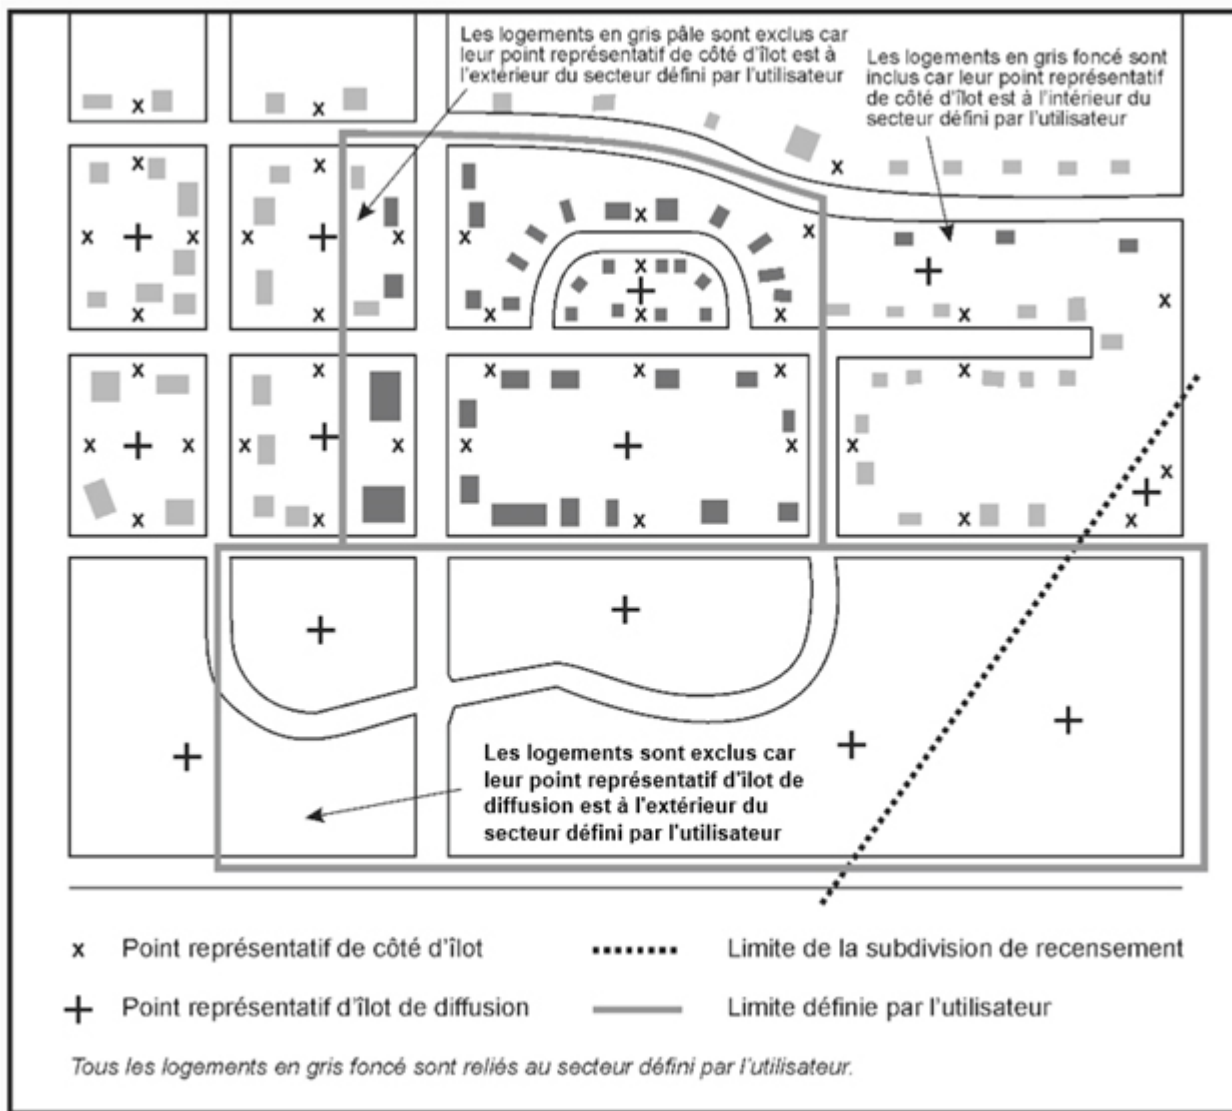 Les logements en gris pâle sont exclus car
leur point représentatif de côté d'îlot est à
l'extérieur du secteur défini par l'utilisateur
Les logements en gris foncé sont
inclus car leur point représentatif
de côté d'îlot est à l'intérieur du
secteur défini par l'utilisateur
Les logements sont exclus car
leur point représentatif d'îlot de
diffusion est à l'extérieur du
secteur défini par l'utilisateur
x Point représentatif de côté d'îlot
Limite de la subdivision de recensement
+ Point représentatif d'îlot de diffusion
Limite définie par l'utilisateur
Tous les logements en gris foncé sont reliés au secteur défini par l'utilisateur.